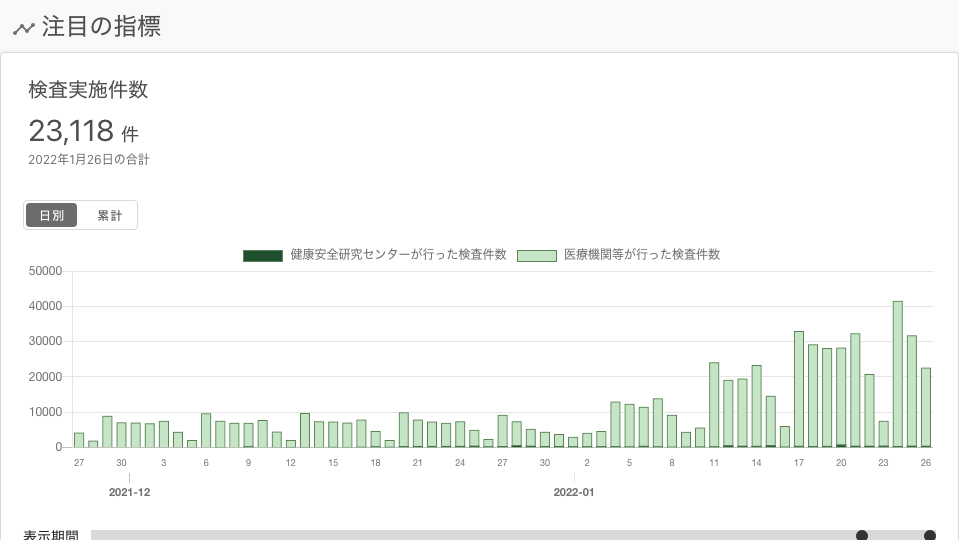 注目の指標
検査実施件数
23,118 件
2022年1月26日の合計
日別 累計
健康安全研究センターが行った検査件数 医療機関等が行った検査件数
50000
40000
30000
20000
10000
0
27 30 3 6 9 12 15 18 21 24 27 30 2 5 8 11 14 17 20 23 26
2021-12 2022-01
表示期間